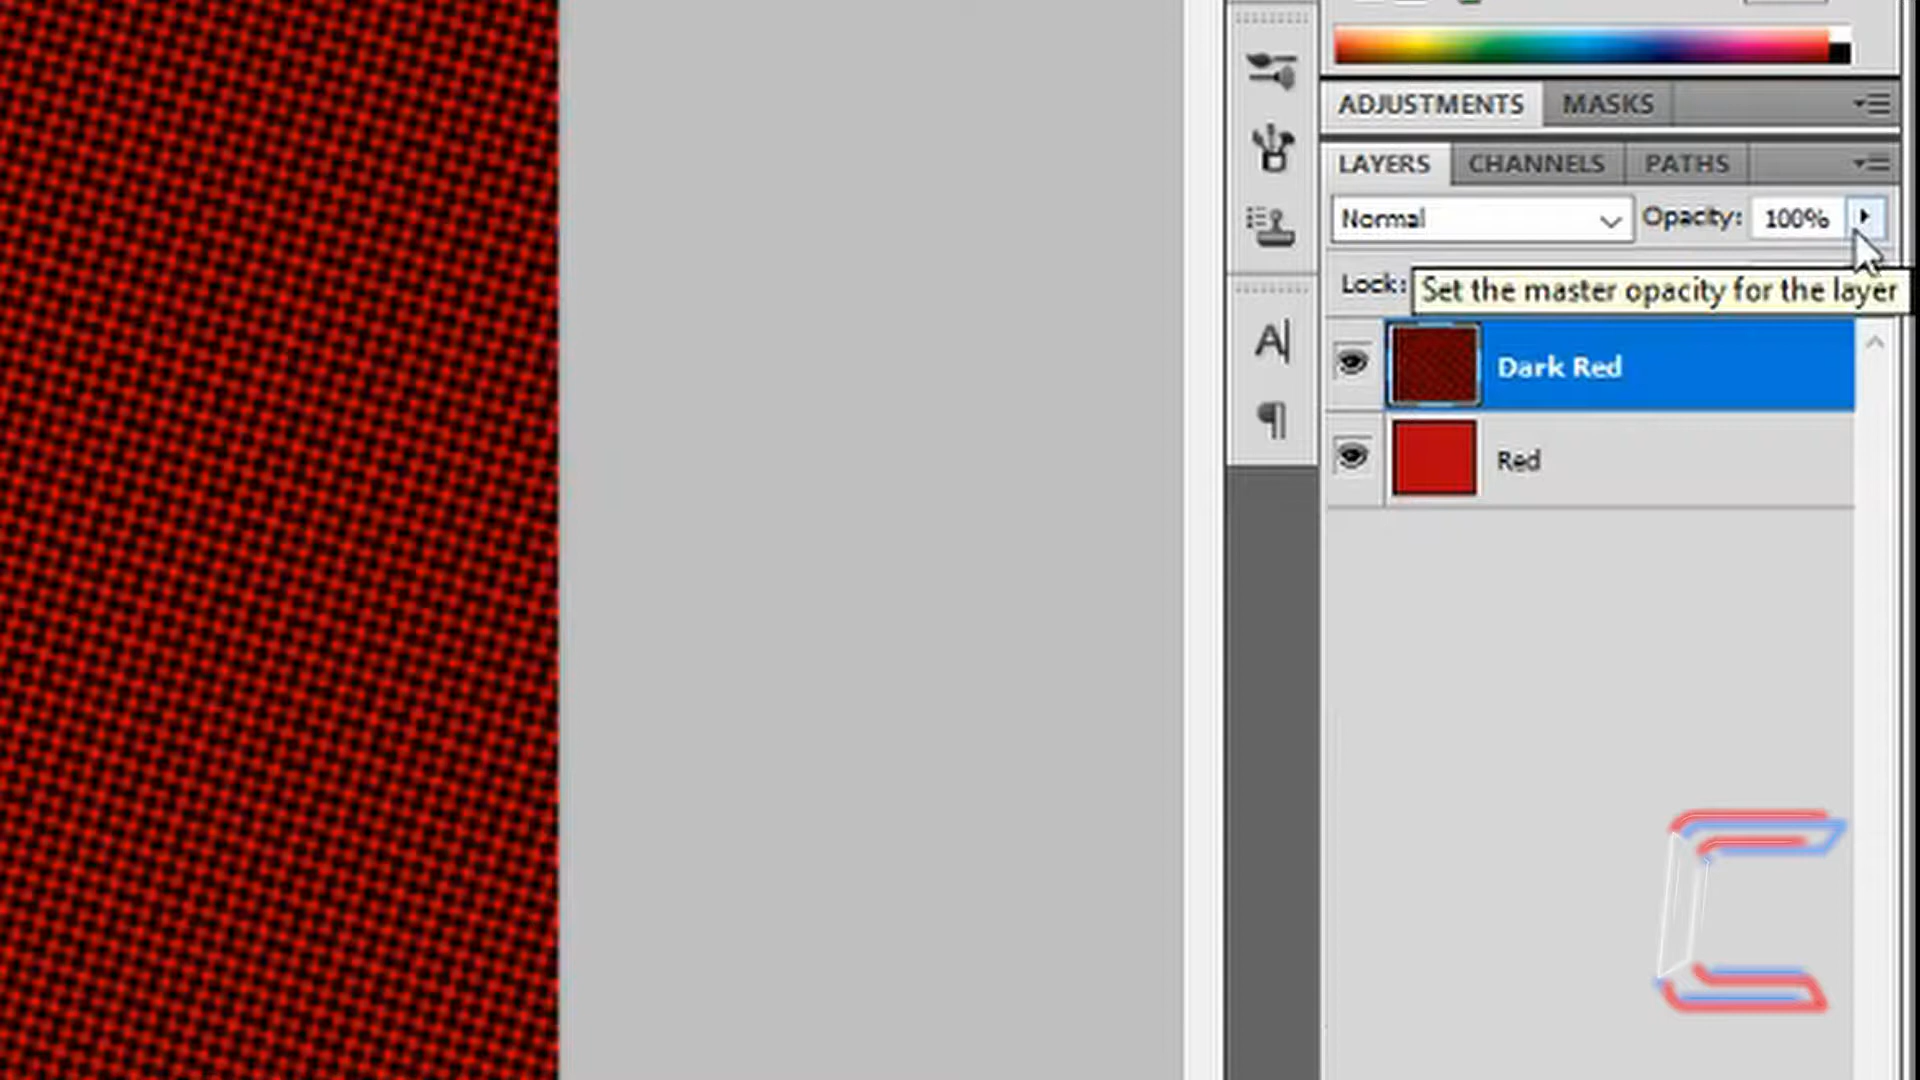 ADJUSTMENTS MASKS
LAYERS CHANNELS PATHS
Normal Opacity: 100%
Lock: Set the master opacity for the layer
Dark Red
Red